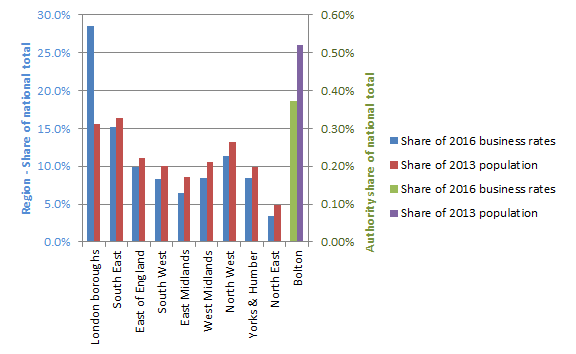 30.0%
25.0%
20.0%
15.0%
10.0%
5.0%
0.0%
Region - Share of national total
0.60%
0.50%
0.40%
0.30%
0.20%
0.10%
0.00%
Authority share of national total
London boroughs
South East
East of England
South West
East Midlands
West Midlands
North West
Yorks & Humber
North East
Bolton
Share of 2016 business rates
Share of 2013 population
Share of 2016 business rates
Share of 2013 population